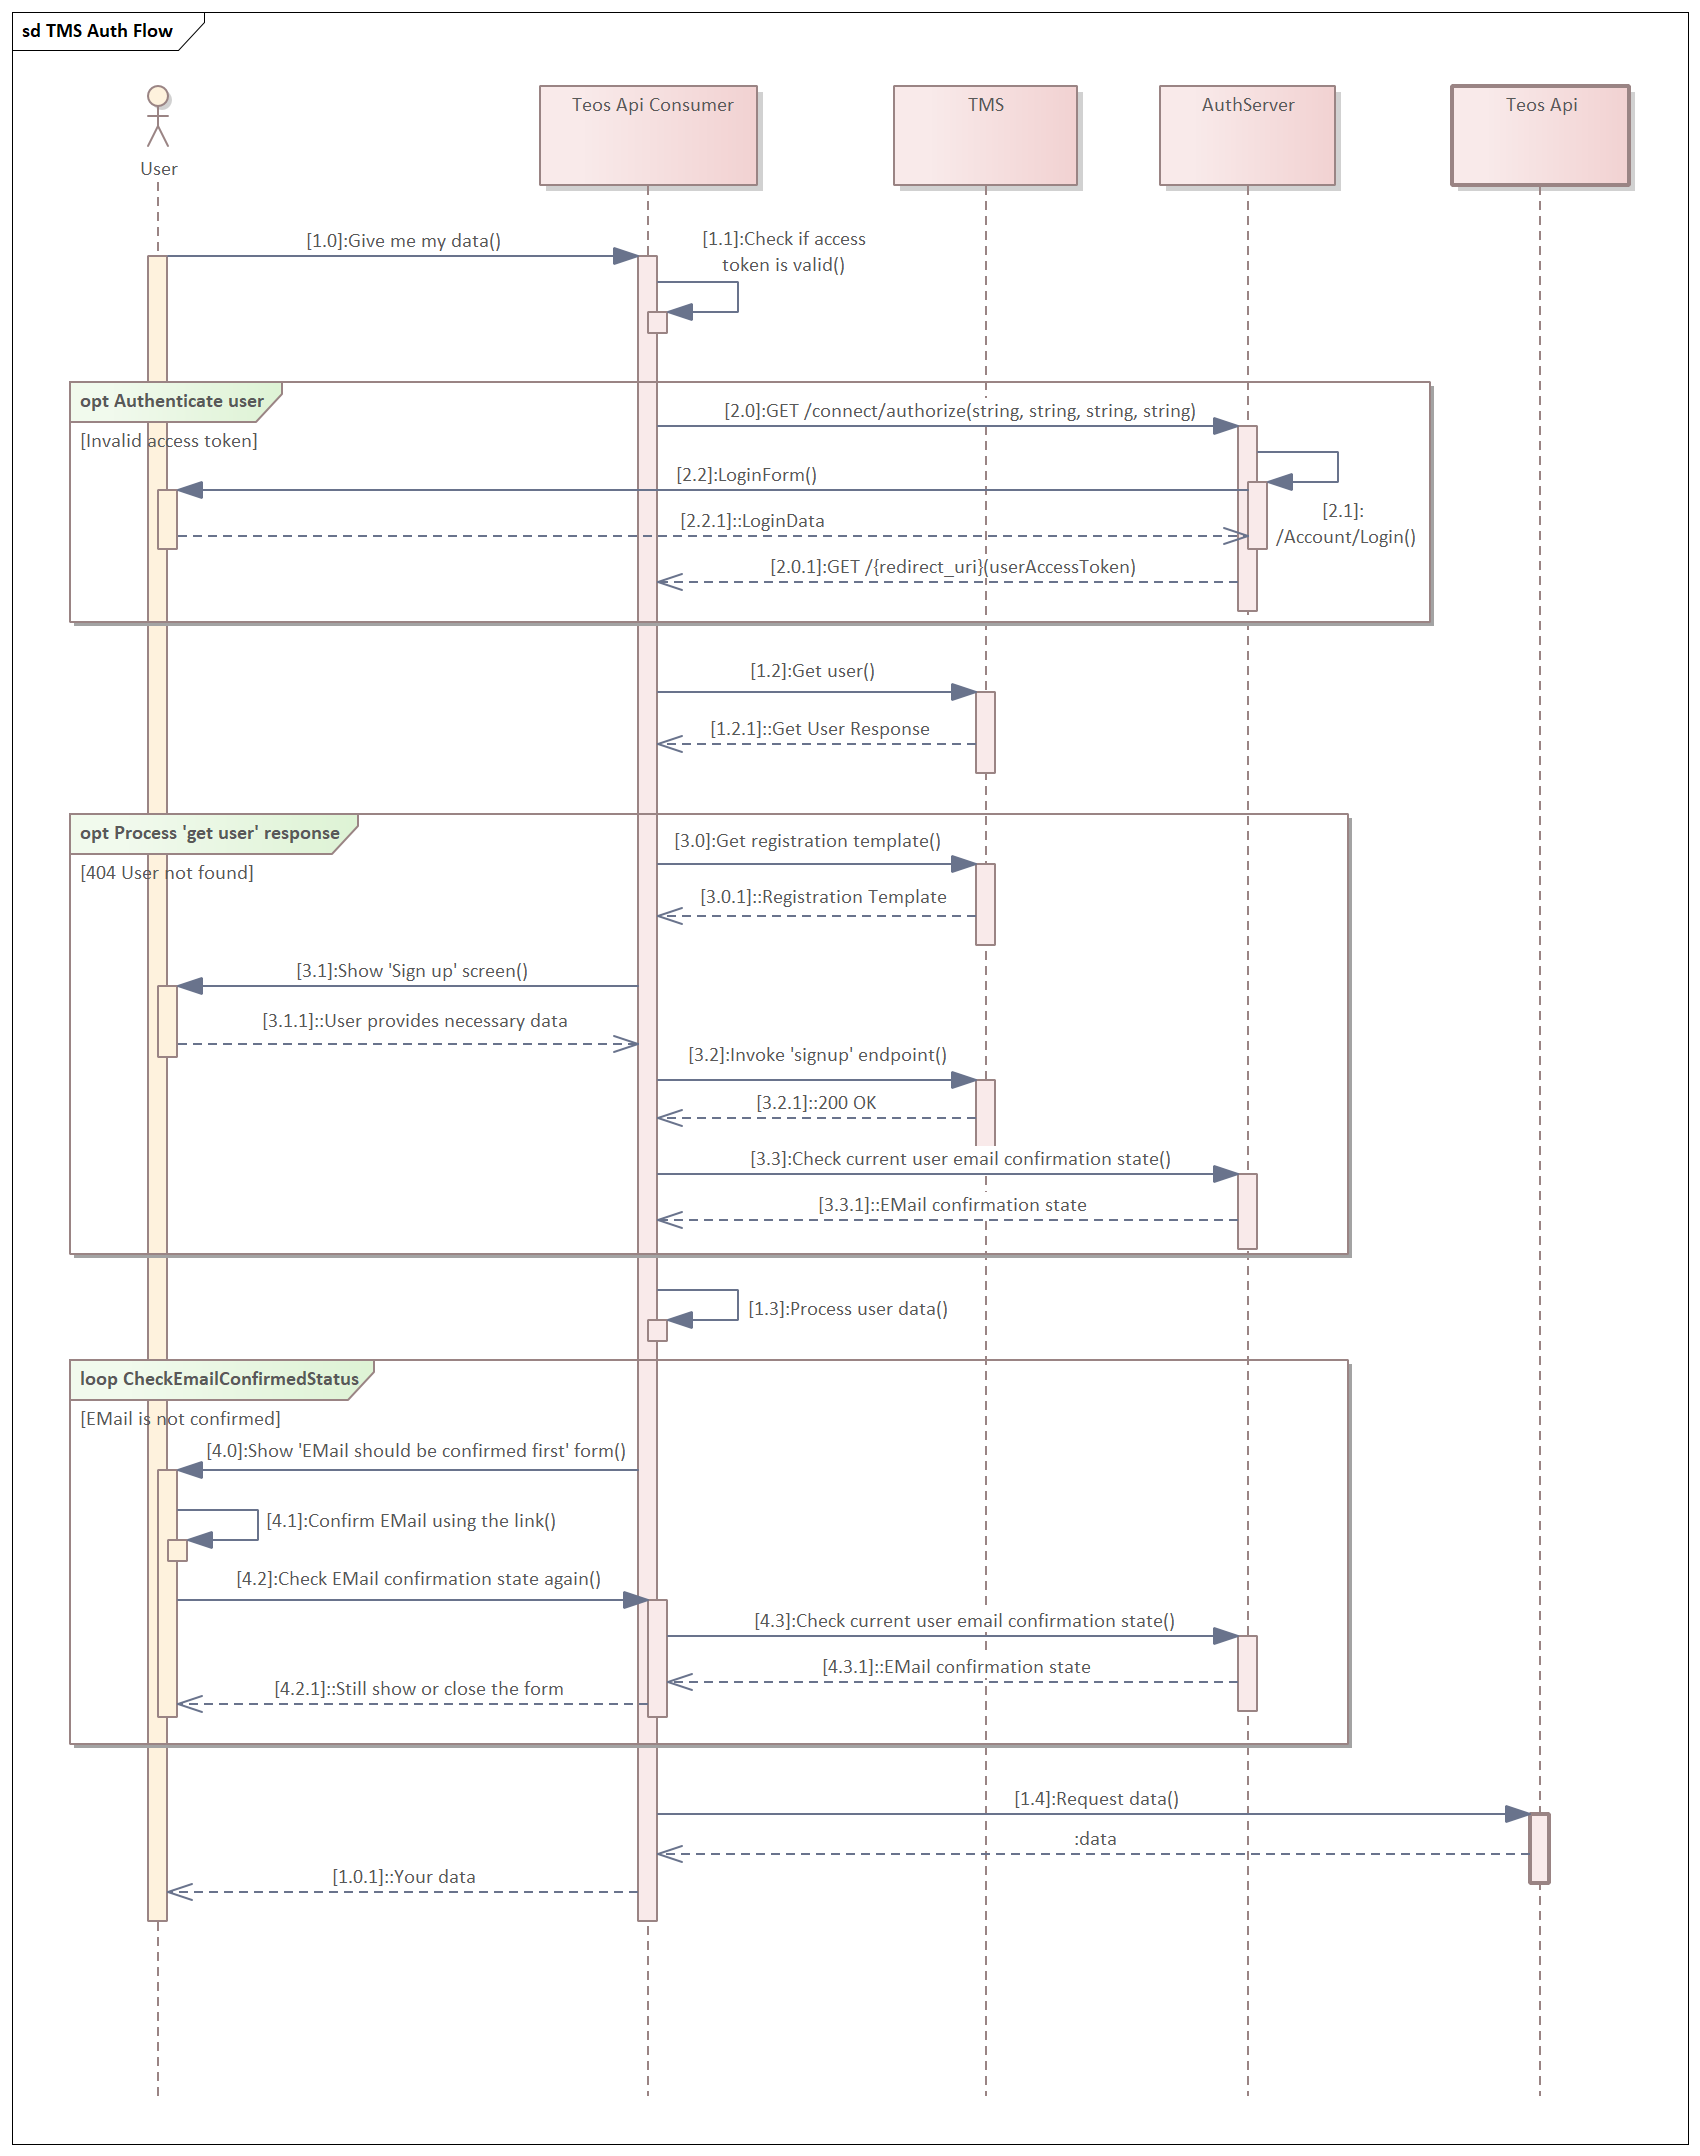 sd TMS Auth Flow
User
Teos Api Consumer
TMS
AuthServer
Teos Api
[1.0]:Give me my data()
[1.1]:Check if access
token is valid()
opt Authenticate user
[Invalid access token]
[2.0]:GET /connect/authorize(string, string, string, string)
[2.2]:LoginForm()
[2.1]:
/Account/Login()
[2.2.1]::LoginData
[2.0.1]:GET /{redirect_uri}(userAccessToken)
[1.2]:Get user()
[1.2.1]::Get User Response
opt Process 'get user' response
[404 User not found]
[3.0]:Get registration template()
[3.0.1]::Registration Template
[3.1]:Show 'Sign up' screen()
[3.1.1]::User provides necessary data
[3.2]:Invoke 'signup' endpoint()
[3.2.1]::200 OK
[3.3]:Check current user email confirmation state()
[3.3.1]::EMail confirmation state
[1.3]:Process user data()
loop CheckEmailConfirmedStatus
[EMail is not confirmed]
[4.0]:Show 'EMail should be confirmed first' form()
[4.1]:Confirm EMail using the link()
[4.2]:Check EMail confirmation state again()
[4.3]:Check current user email confirmation state()
[4.3.1]::EMail confirmation state
[4.2.1]::Still show or close the form
[1.4]:Request data()
:data
[1.0.1]::Your data